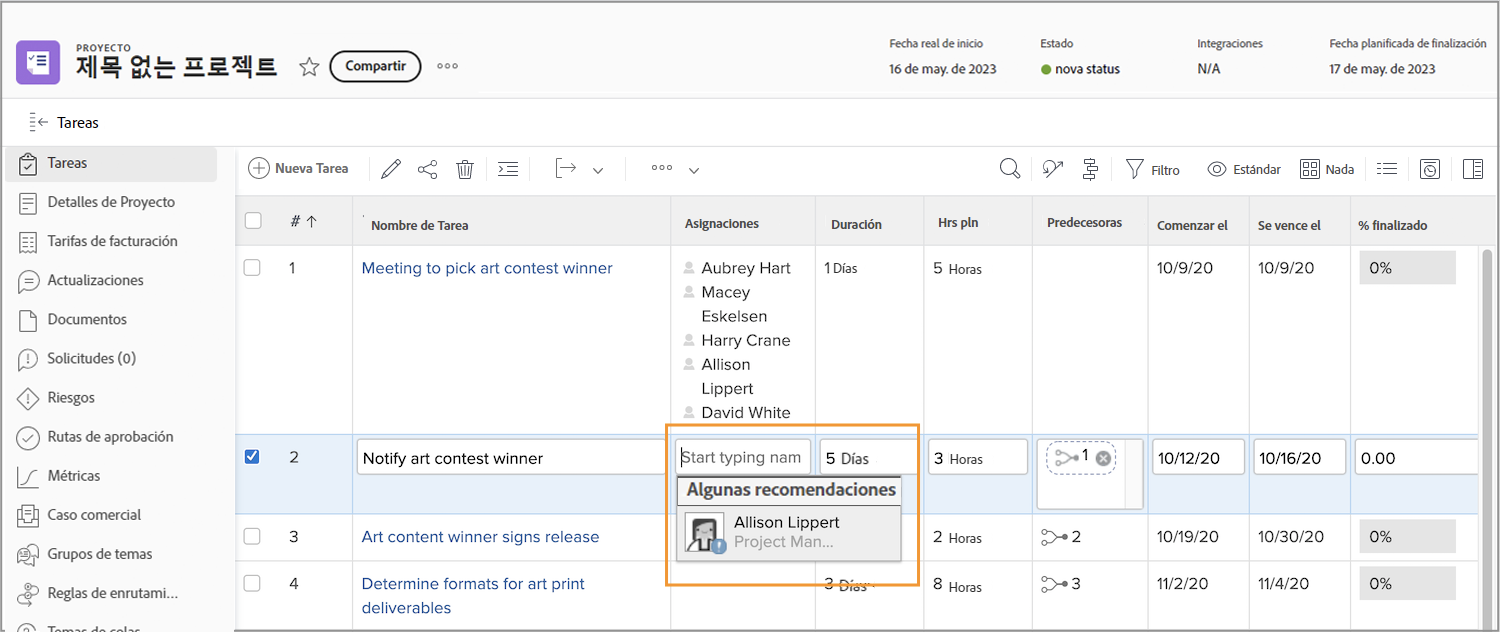 PROYECTO
제목 없는 프로젝트
Compartir
Fecha real de inicio
16 de may. de 2023
Estado
nova status
Integraciones
N/A
Fecha planificada de finalización
17 de may. de 2023
Tareas
Tareas
Detalles de Proyecto
Tarifas de facturación
Actualizaciones
Documentos
Solicitudes (0)
Riesgos
Rutas de aprobación
Métricas
Caso comercial
Grupos de temas
Reglas de enrutami...
Temas de colas
Nueva Tarea
Filtro
Estándar
Nada
# Nombre de Tarea Asignaciones Duración Hrs pln Predecesoras Comenzar el Se vence el % finalizado
1 Meeting to pick art contest winner Aubrey Hart 1 Días 5 Horas 10/9/20 10/9/20 0%
Macey
Eskelsen
Harry Crane
Allison
Lippert
David White
2 Notify art contest winner Start typing nam 5 Días 3 Horas 1 10/12/20 10/16/20 0.00
Algunas recomendaciones
Allison Lippert
Project Man...
3 Art content winner signs release 2 Horas 2 10/19/20 10/30/20 0%
4 Determine formats for art print 3 Días 8 Horas 3 11/2/20 11/4/20 0%
deliverables